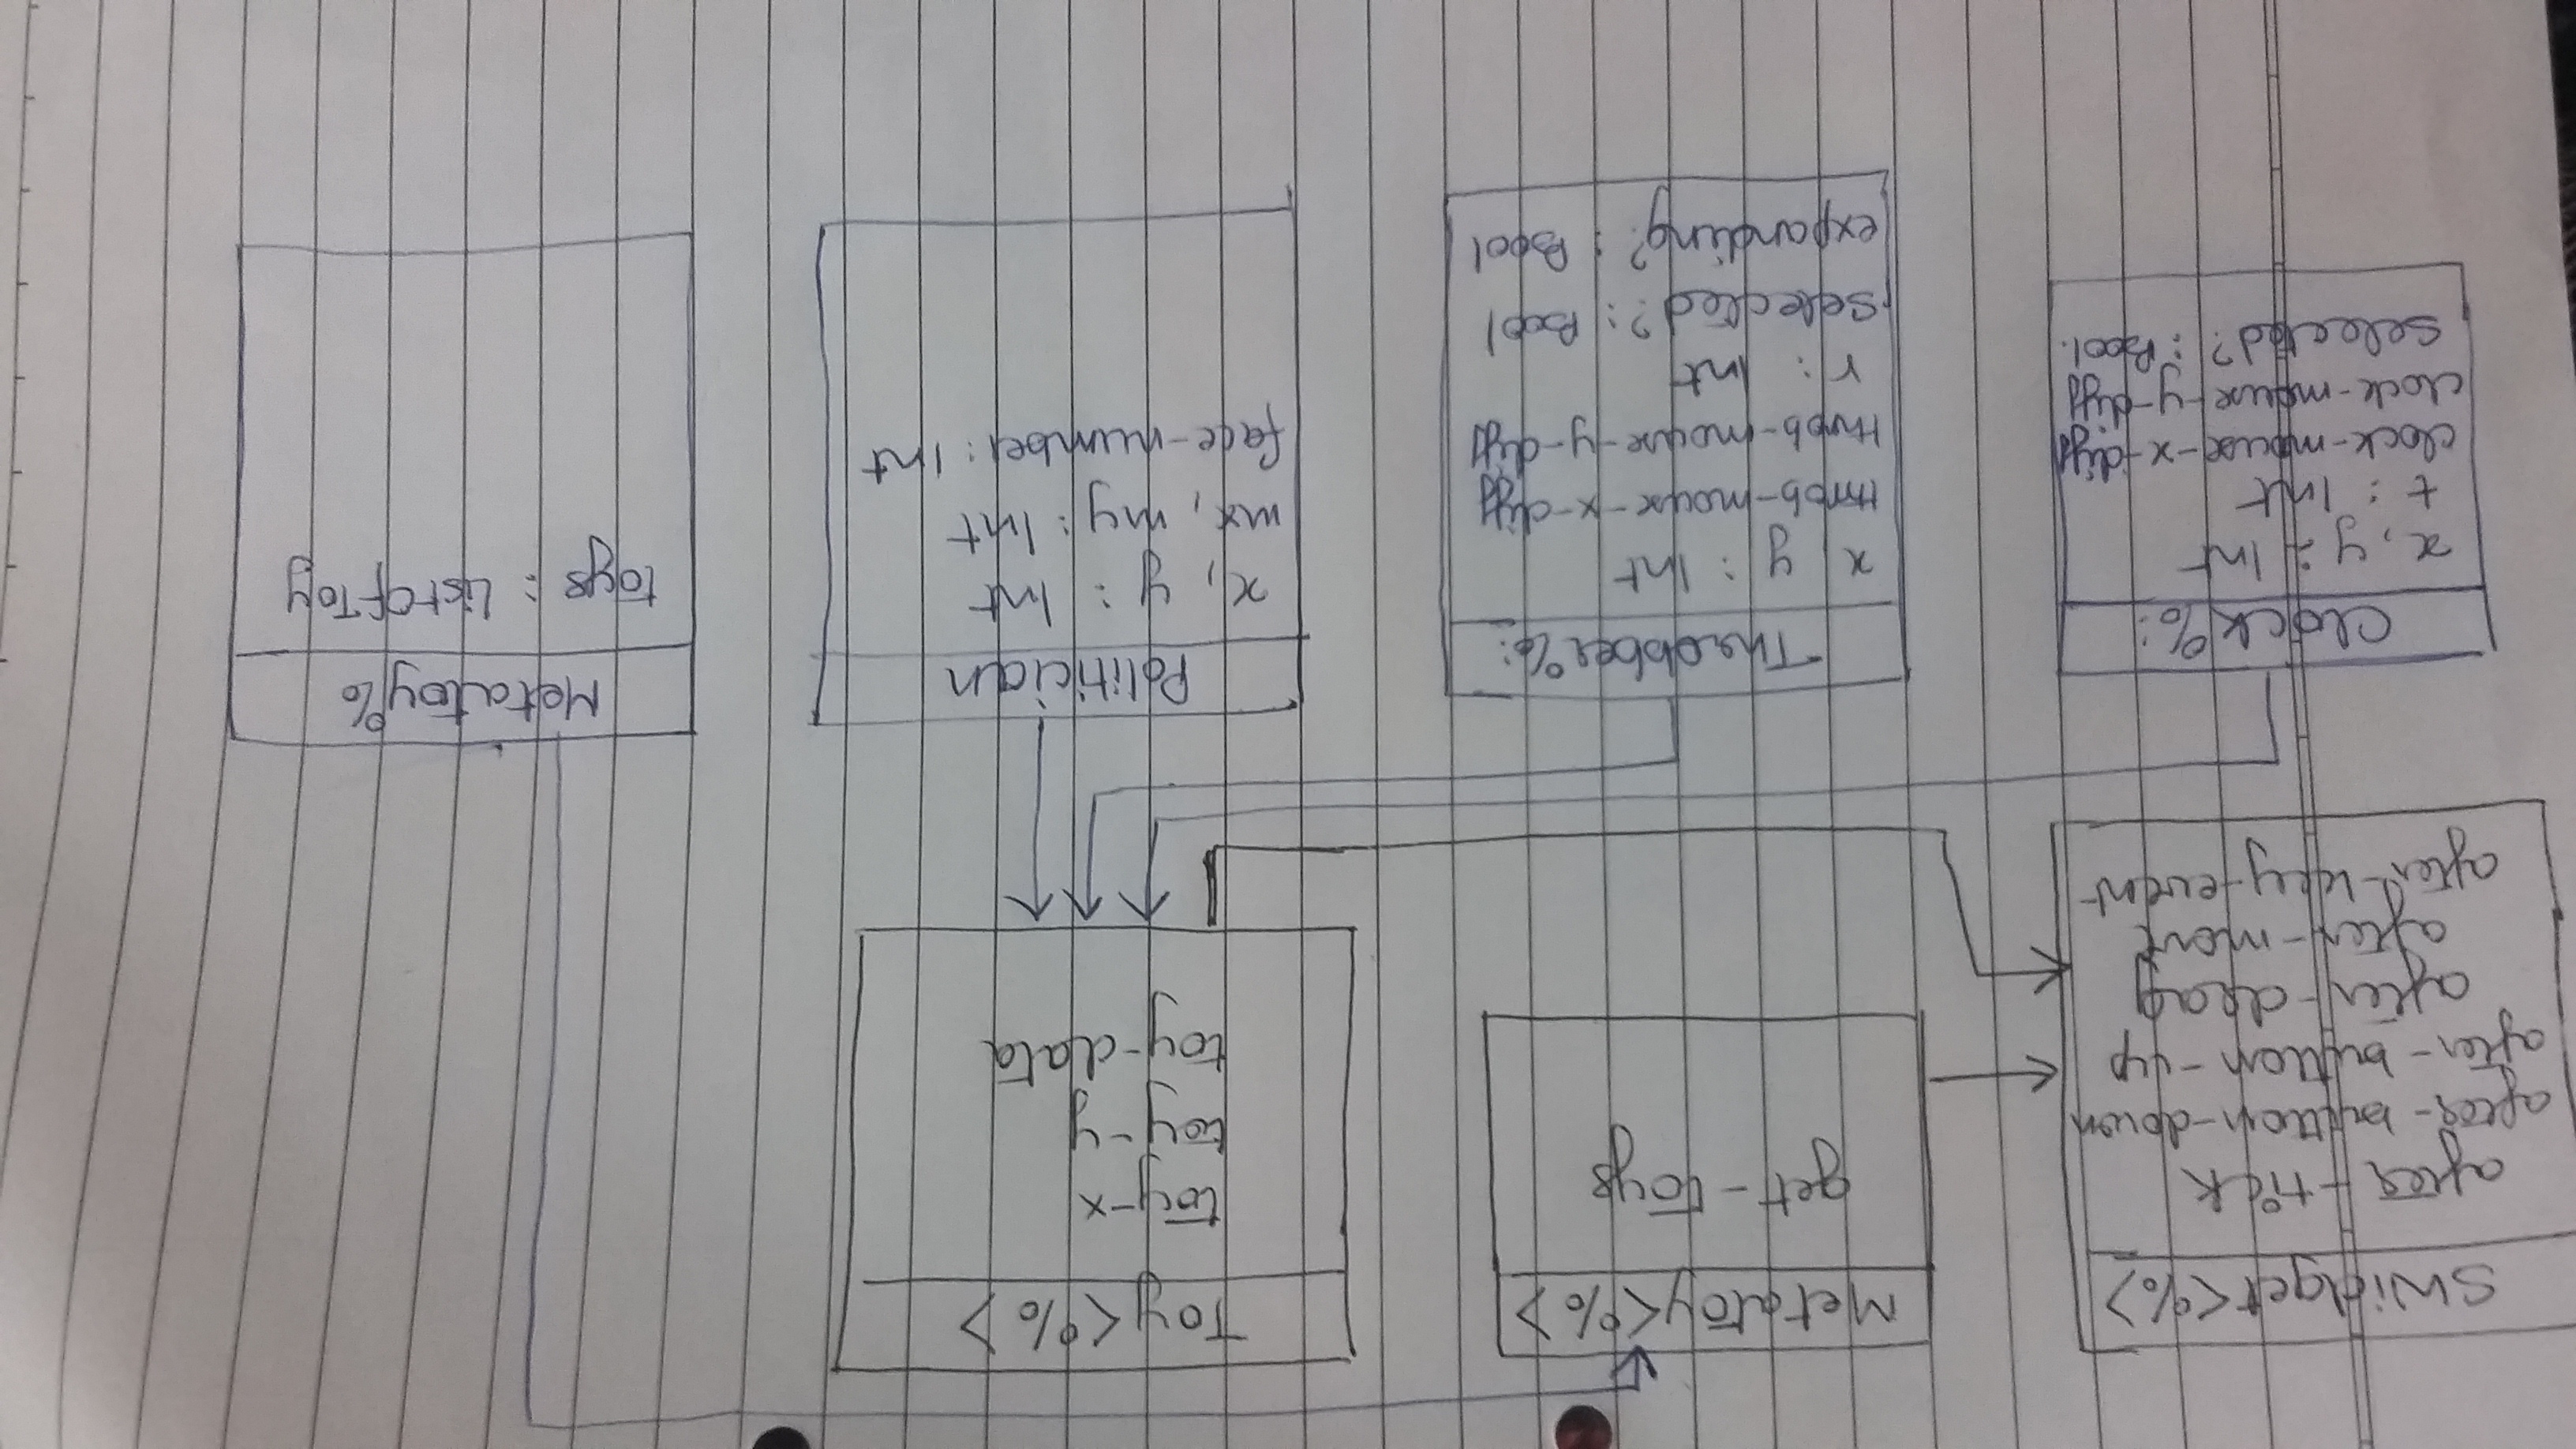 SWidget<%>
after-tick
after-button-down
after-button-up
after-drag
after-move
after-key-event
Metatoy<%>
get-toys
Toy<%>
toy-x
toy-y
toy-data
Clock%:
x, y : Int
t : Int
clock-mouse-x-diff
clock-mouse-y-diff
selected? : Bool.
Throbber%:
x, y : Int
throb-mouse-x-diff
throb-mouse-y-diff
r : Int
selected? : Bool
expanding? : Bool
Politician
x, y : Int
mx, my : Int
face-number : Int
Metatoy%
toys : ListOfToy